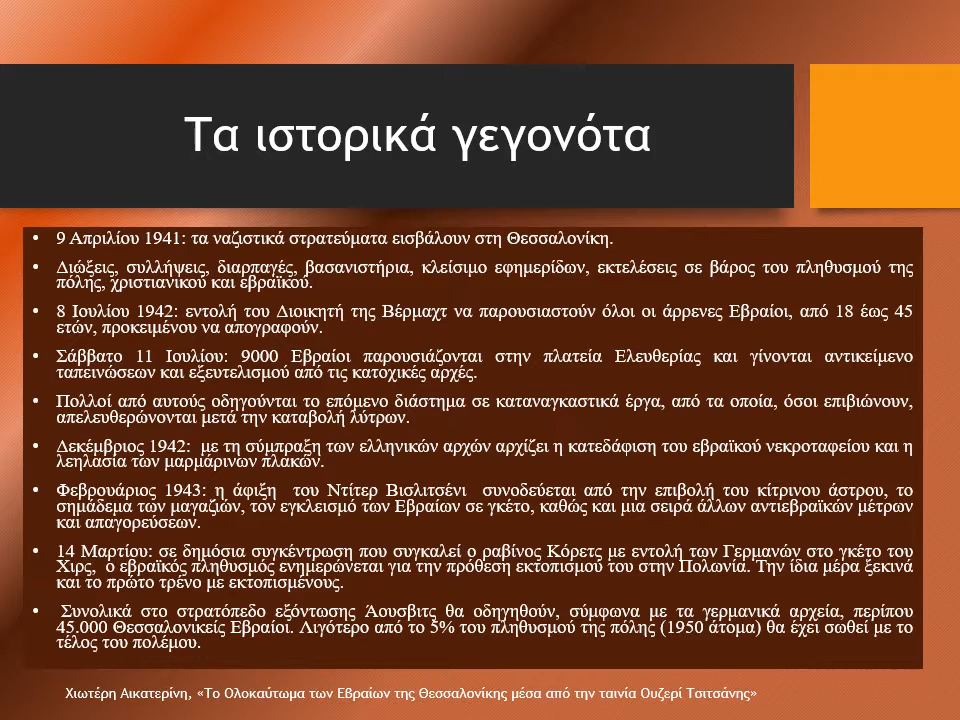 Τα ιστορικά γεγονότα
• 9 Απριλίου 1941: τα ναζιστικά στρατεύματα εισβάλουν στη Θεσσαλονίκη.
• Διώξεις, συλλήψεις, διαρπαγές, βασανιστήρια, κλείσιμο εφημερίδων, εκτελέσεις σε βάρος του πληθυσμού της
πόλης, χριστιανικού και εβραϊκού.
• 8 Ιουλίου 1942: εντολή του Διοικητή της Βέρμαχτ να παρουσιαστούν όλοι οι άρρενες Εβραίοι, από 18 έως 45
ετών, προκειμένου να απογραφούν.
• Σάββατο 11 Ιουλίου: 9000 Εβραίοι παρουσιάζονται στην πλατεία Ελευθερίας και γίνονται αντικείμενο
ταπεινώσεων και εξευτελισμού από τις κατοχικές αρχές.
• Πολλοί από αυτούς οδηγούνται το επόμενο διάστημα σε καταναγκαστικά έργα, από τα οποία, όσοι επιβιώνουν,
απελευθερώνονται μετά την καταβολή λύτρων.
• Δεκέμβριος 1942: με τη σύμπραξη των ελληνικών αρχών αρχίζει η κατεδάφιση του εβραϊκού νεκροταφείου και η
λεηλασία των μαρμάρινων πλακών.
• Φεβρουάριος 1943: η άφιξη του Ντίτερ Βισλιτσένι συνοδεύεται από την επιβολή του κίτρινου άστρου, το
σημάδεμα των μαγαζιών, τον εγκλεισμό των Εβραίων σε γκέτο, καθώς και μια σειρά άλλων αντιεβραϊκών μέτρων
και απαγορεύσεων.
• 14 Μαρτίου: σε δημόσια συγκέντρωση που συγκαλεί ο ραβίνος Κόρετς με εντολή των Γερμανών στο γκέτο του
Χιρς, ο εβραϊκός πληθυσμός ενημερώνεται για την πρόθεση εκτοπισμού του στην Πολωνία. Την ίδια μέρα ξεκινά
και το πρώτο τρένο με εκτοπισμένους.
• Συνολικά στο στρατόπεδο εξόντωσης Άουσβιτς θα οδηγηθούν, σύμφωνα με τα γερμανικά αρχεία, περίπου
45.000 Θεσσαλονικείς Εβραίοι. Λιγότερο από το 5% του πληθυσμού της πόλης (1950 άτομα) θα έχει σωθεί με το
τέλος του πολέμου.
Χιωτέρη Αικατερίνη, «Το Ολοκαύτωμα των Εβραίων της Θεσσαλονίκης μέσα από την ταινία Ουζερί Τσιτσάνης»